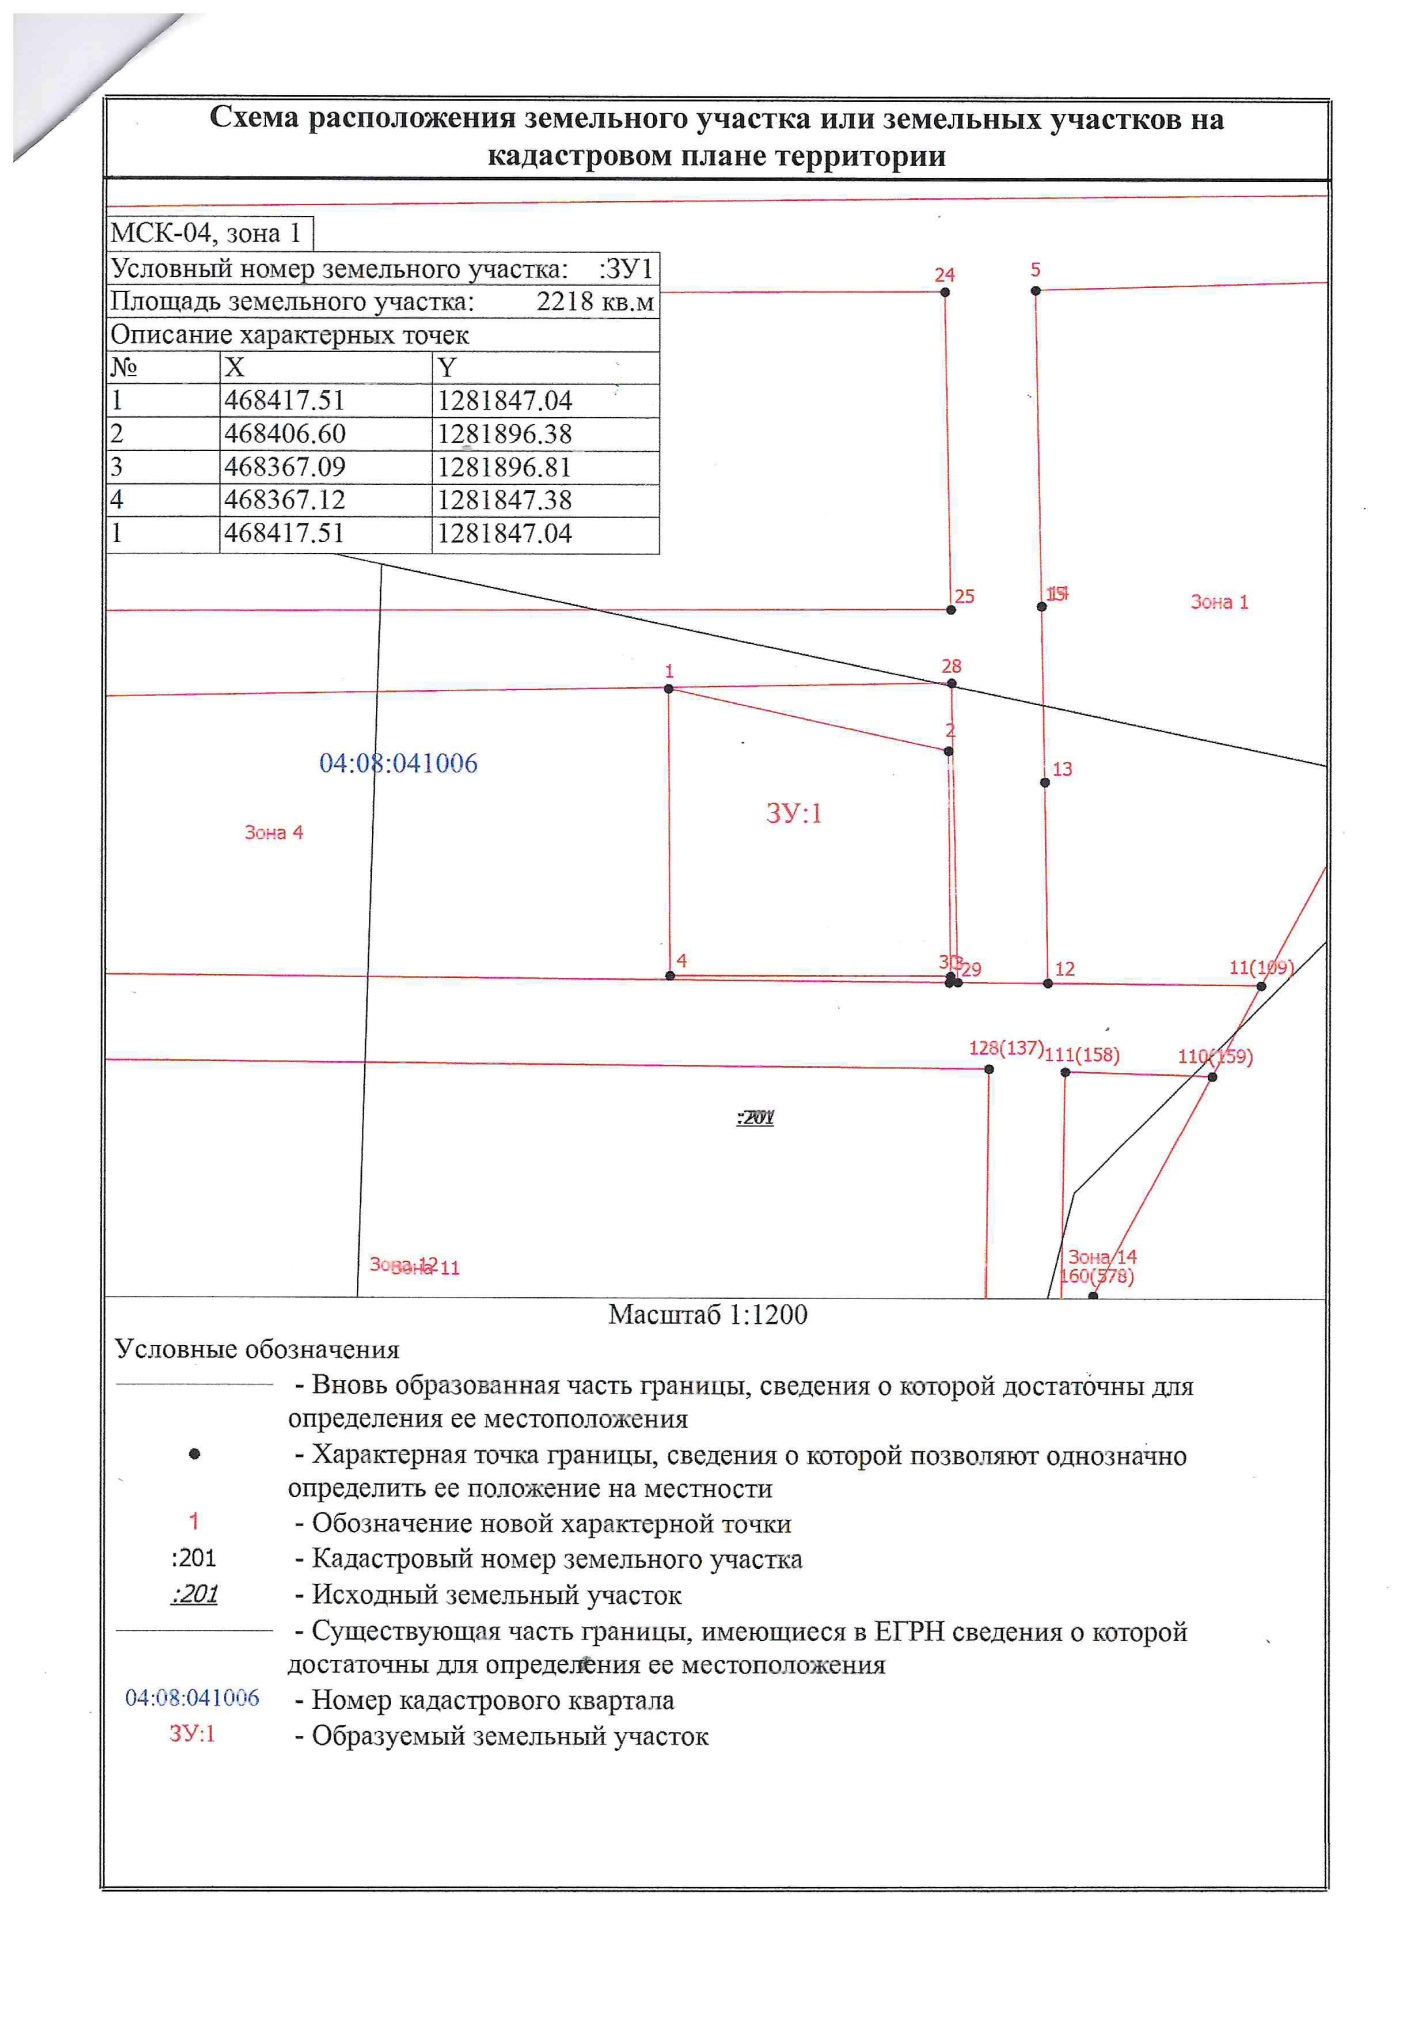 Схема расположения земельного участка или земельных участков на
кадастровом плане территории
МСК-04, зона 1
Условный номер земельного участка: :ЗУ1
Площадь земельного участка: 2218 кв.м
Описание характерных точек
№ X Y
1 468417.51 1281847.04
2 468406.60 1281896.38
3 468367.09 1281896.81
4 468367.12 1281847.38
1 468417.51 1281847.04
24
5
25
Зона 1
1
28
2
04:08:041006
13
ЗУ:1
Зона 4
4
29
12
11(109)
128(137)
111(158)
110(159)
:201
Зона 12
Зона 11
Зона 14
160(578)
Масштаб 1:1200
Условные обозначения
- Вновь образованная часть границы, сведения о которой достаточны для
определения ее местоположения
- Характерная точка границы, сведения о которой позволяют однозначно
определить ее положение на местности
1 - Обозначение новой характерной точки
:201 - Кадастровый номер земельного участка
:201 - Исходный земельный участок
- Существующая часть границы, имеющиеся в ЕГРН сведения о которой
достаточны для определения ее местоположения
04:08:041006 - Номер кадастрового квартала
ЗУ:1 - Образуемый земельный участок